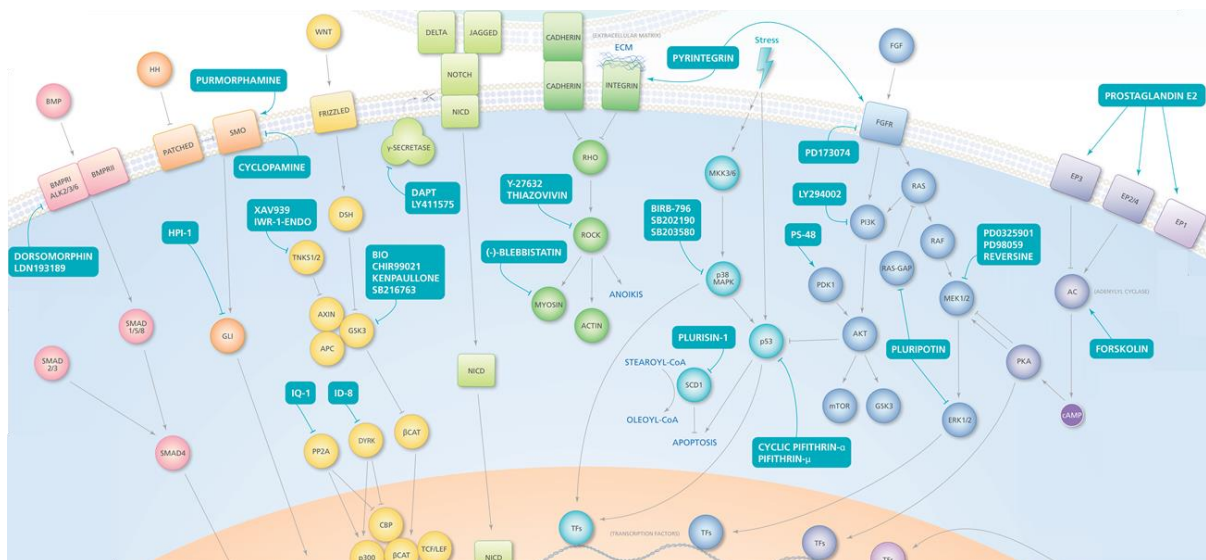 WNT
DELTA
JAGGED
CADHERIN
(EXTRACELLULAR MATRIX)
ECM
Stress
FGF
HH
PURMORPHAMINE
NOTCH
CADHERIN
INTEGRIN
PYRINTEGRIN
BMP
FRIZZLED
NICD
FGFR
PROSTAGLANDIN E2
PATCHED
SMO
γ-SECRETASE
RHO
PD173074
BMPRI
ALK2/3/6
BMPRII
CYCLOPAMINE
DAPT
LY411575
Y-27632
THIAZOVIVIN
MKK3/6
LY294002
RAS
EP3
EP2/4
EP1
DORSOMORPHIN
LDN193189
HPI-1
XAV939
IWR-1-ENDO
DSH
TNKS1/2
ROCK
BIRB-796
SB202190
SB203580
PI3K
RAF
PD0325901
PD98059
REVERSINE
BIO
CHIR99021
KENPAULLONE
SB216763
(-)-BLEBBISTATIN
PS-48
RAS-GAP
p38
MAPK
PDK1
MEK1/2
AC
(ADENYLYL CYCLASE)
MYOSIN
ANOIKIS
ACTIN
SMAD
1/5/8
GLI
AXIN
GSK3
APC
PLURISIN-1
p53
AKT
PLURIPOTIN
PKA
FORSKOLIN
SMAD
2/3
NICD
STEAROYL-CoA
SCD1
OLEOYL-CoA
APOPTOSIS
mTOR
GSK3
ERK1/2
cAMP
IQ-1
ID-8
PP2A
DYRK
βCAT
SMAD4
CYCLIC PIFITHRIN-α
PIFITHRIN-μ
CBP
p300
βCAT
TCF/LEF
NICD
TFs
(TRANSCRIPTION FACTORS)
TFs
TFs
TFs